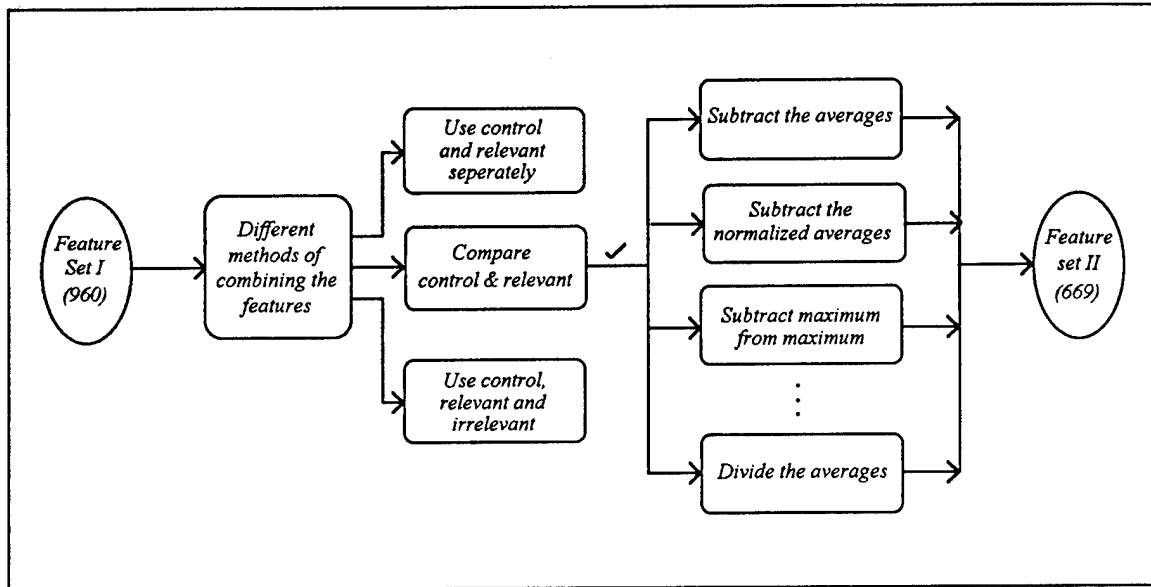 Feature
Set I
(960)
Different
methods of
combining the
features
Use control
and relevant
seperately
Compare
control & relevant
Use control,
relevant and
irrelevant
Subtract the averages
Subtract the
normalized averages
Subtract maximum
from maximum
Divide the averages
Feature
set II
(669)